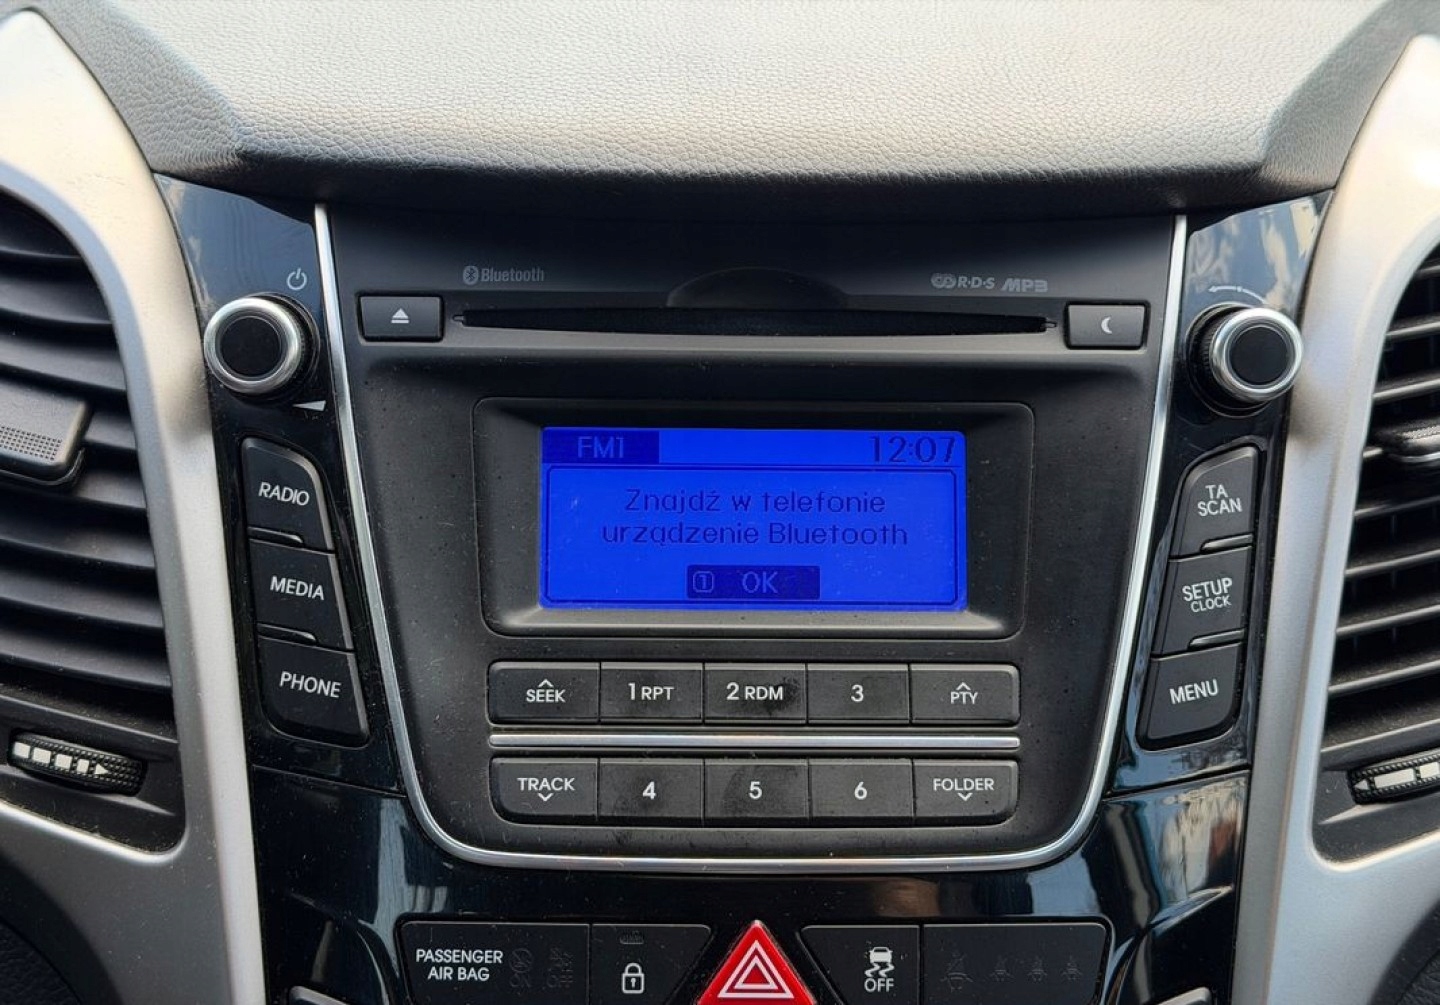 Bluetooth
R·D·S MP3
FM1 12:07
Znajdź w telefonie
urządzenie Bluetooth
1 OK
RADIO
MEDIA
PHONE
TA
SCAN
SETUP
CLOCK
MENU
SEEK 1 RPT 2 RDM 3 PTY
TRACK 4 5 6 FOLDER
PASSENGER
AIR BAG
OFF